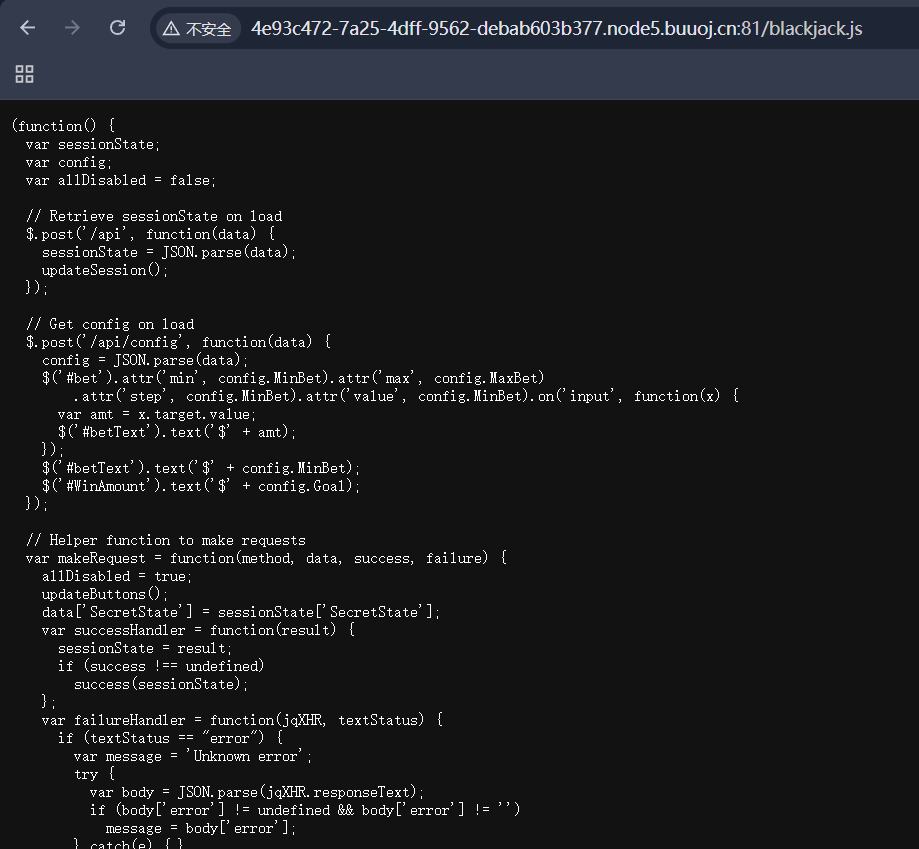 不安全 4e93c472-7a25-4dff-9562-debab603b377.node5.buuoj.cn:81/blackjack.js
(function() {
  var sessionState;
  var config;
  var allDisabled = false;

  // Retrieve sessionState on load
  $.post('/api', function(data) {
    sessionState = JSON.parse(data);
    updateSession();
  });

  // Get config on load
  $.post('/api/config', function(data) {
    config = JSON.parse(data);
    $('#bet').attr('min', config.MinBet).attr('max', config.MaxBet)
        .attr('step', config.MinBet).attr('value', config.MinBet).on('input', function(x) {
      var amt = x.target.value;
      $('#betText').text('$' + amt);
    });
    $('#betText').text('$' + config.MinBet);
    $('#WinAmount').text('$' + config.Goal);
  });

  // Helper function to make requests
  var makeRequest = function(method, data, success, failure) {
    allDisabled = true;
    updateButtons();
    data['SecretState'] = sessionState['SecretState'];
    var successHandler = function(result) {
      sessionState = result;
      if (success !== undefined)
        success(sessionState);
    };
    var failureHandler = function(jqXHR, textStatus) {
      if (textStatus == "error") {
        var message = 'Unknown error';
        try {
          var body = JSON.parse(jqXHR.responseText);
          if (body['error'] != undefined && body['error'] != '')
            message = body['error'];
        } catch(e) {}